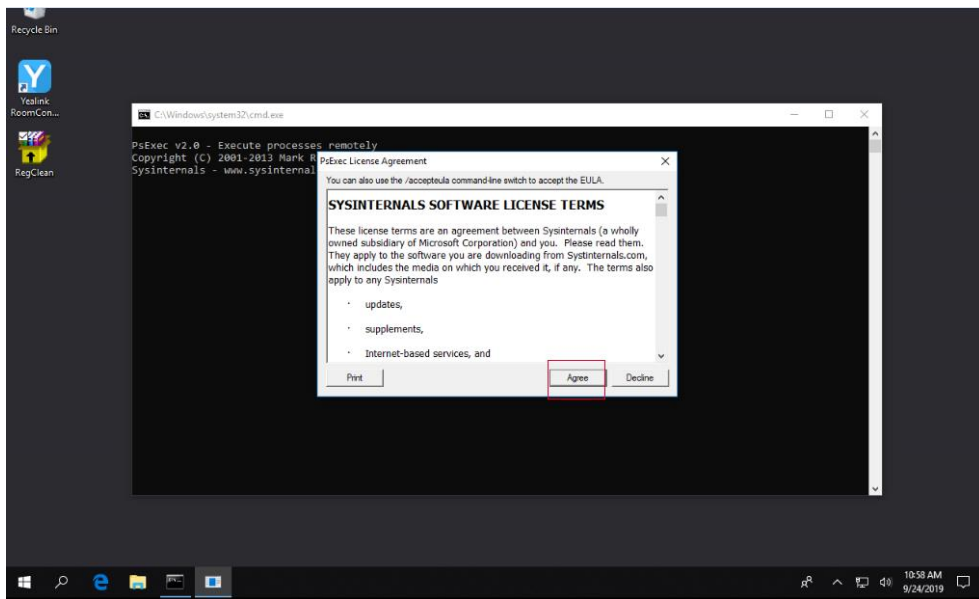 Recycle Bin
Yealink
RoomCon...
RegClean
C:\Windows\system32\cmd.exe
PsExec v2.0 - Execute processes remotely
Copyright (C) 2001-2013 Mark R
Sysinternals - www.sysinternal
PsExec License Agreement
You can also use the /accepteula command-line switch to accept the EULA.
SYSINTERNALS SOFTWARE LICENSE TERMS
These license terms are an agreement between Sysinternals (a wholly
owned subsidiary of Microsoft Corporation) and you.  Please read them.
They apply to the software you are downloading from Systinternals.com,
which includes the media on which you received it, if any.  The terms also
apply to any Sysinternals
· updates,
· supplements,
· Internet-based services, and
Print
Agree
Decline
10:58 AM
9/24/2019